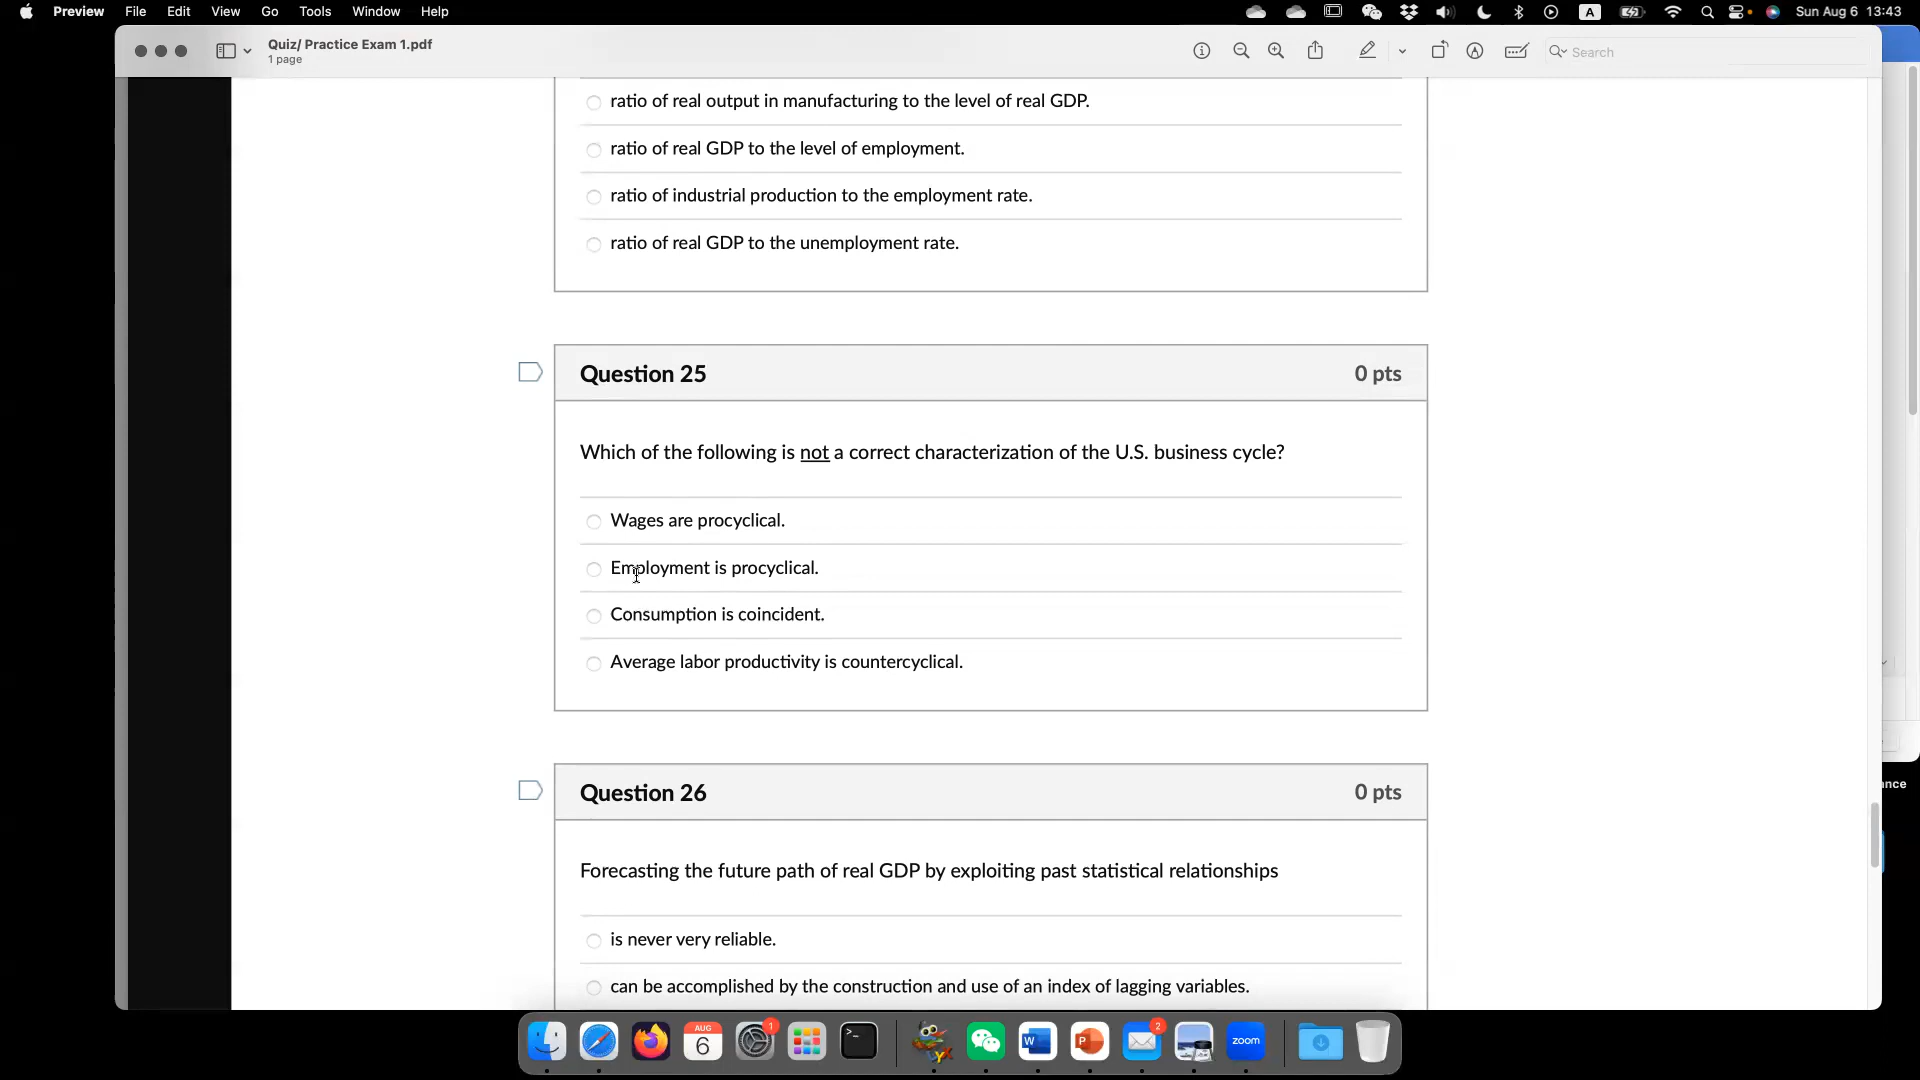 Preview File Edit View Go Tools Window Help
A
Sun Aug 6 13:43
Quiz/ Practice Exam 1.pdf
1 page
Search
ratio of real output in manufacturing to the level of real GDP.
ratio of real GDP to the level of employment.
ratio of industrial production to the employment rate.
ratio of real GDP to the unemployment rate.
Question 25 0 pts
Which of the following is not a correct characterization of the U.S. business cycle?
Wages are procyclical.
Employment is procyclical.
Consumption is coincident.
Average labor productivity is countercyclical.
Question 26 0 pts
nce
Forecasting the future path of real GDP by exploiting past statistical relationships
is never very reliable.
can be accomplished by the construction and use of an index of lagging variables.
AUG
6
1
W
P
2
zoom